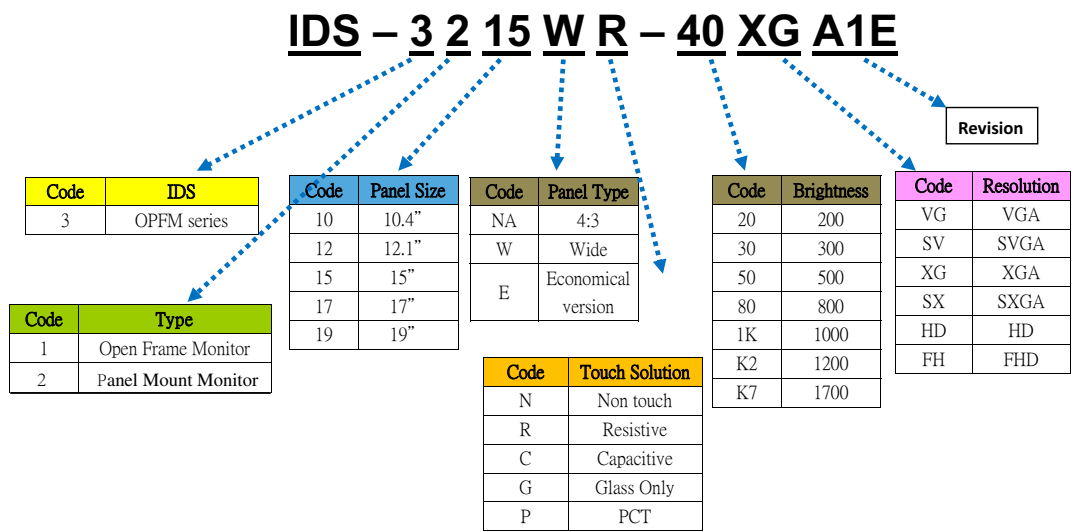 IDS – 3 2 15 W R – 40 XG A1E
Revision
Code IDS
3 OPFM series
Code Type
1 Open Frame Monitor
2 Panel Mount Monitor
Code Panel Size
10 10.4”
12 12.1”
15 15”
17 17”
19 19”
Code Panel Type
NA 4:3
W Wide
E Economical
version
Code Touch Solution
N Non touch
R Resistive
C Capacitive
G Glass Only
P PCT
Code Brightness
20 200
30 300
50 500
80 800
1K 1000
K2 1200
K7 1700
Code Resolution
VG VGA
SV SVGA
XG XGA
SX SXGA
HD HD
FH FHD